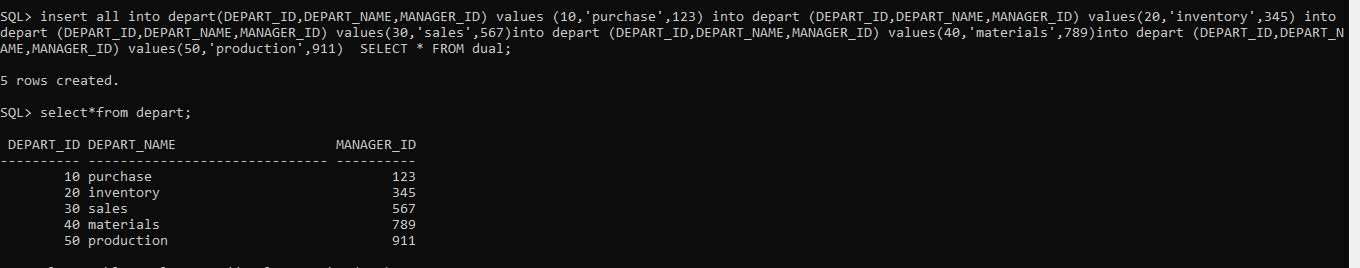 SQL> insert all into depart(DEPART_ID,DEPART_NAME,MANAGER_ID) values (10,'purchase',123) into depart (DEPART_ID,DEPART_NAME,MANAGER_ID) values(20,'inventory',345) into
depart (DEPART_ID,DEPART_NAME,MANAGER_ID) values(30,'sales',567)into depart (DEPART_ID,DEPART_NAME,MANAGER_ID) values(40,'materials',789)into depart (DEPART_ID,DEPART_N
AME,MANAGER_ID) values(50,'production',911)  SELECT * FROM dual;
5 rows created.
SQL> select*from depart;
DEPART_ID DEPART_NAME                    MANAGER_ID
---------- ------------------------------ ----------
10 purchase                              123
20 inventory                             345
30 sales                                 567
40 materials                             789
50 production                            911